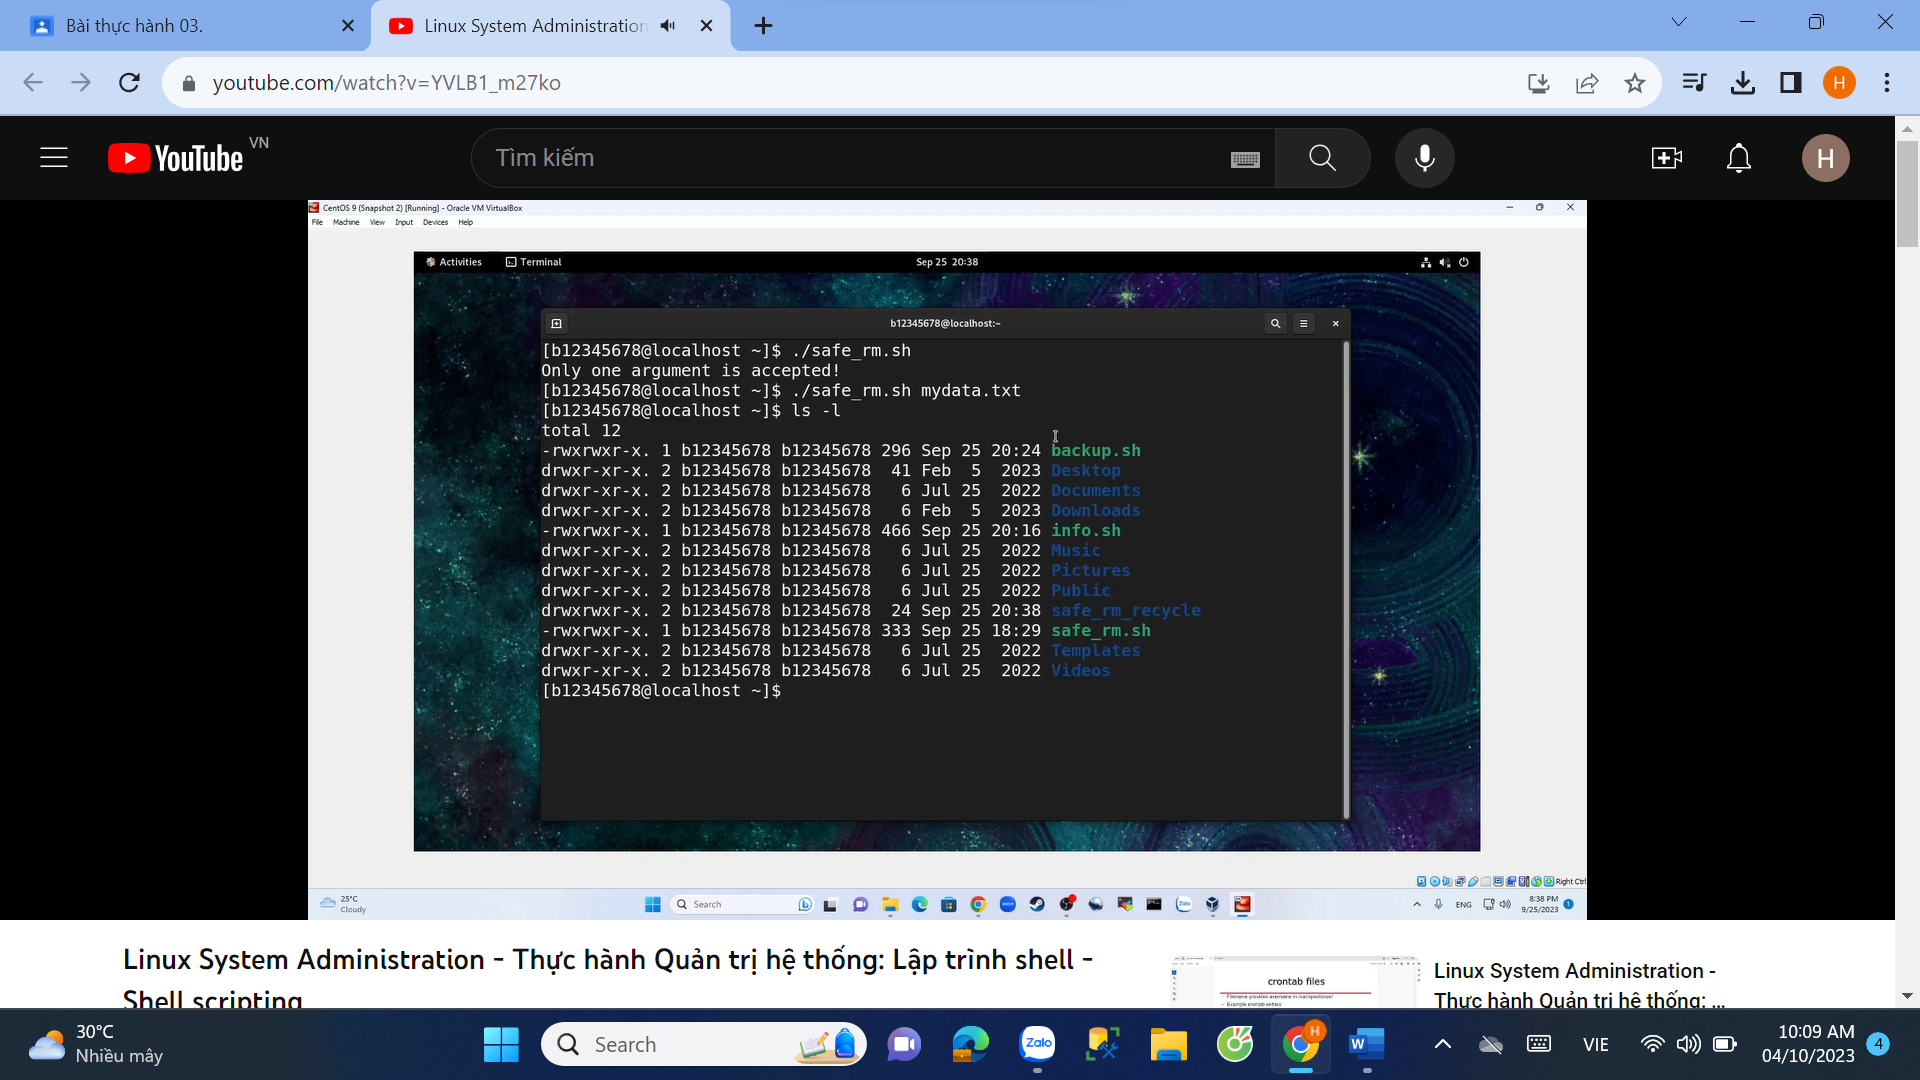 Bài thực hành 03.
Linux System Administration
youtube.com/watch?v=YVLB1_m27ko
H
YouTube VN
Tìm kiếm
H
CentOS 9 (Snapshot 2) [Running] - Oracle VM VirtualBox
File Machine View Input Devices Help
Activities Terminal Sep 25 20:38
b12345678@localhost:~
[b12345678@localhost ~]$ ./safe_rm.sh
Only one argument is accepted!
[b12345678@localhost ~]$ ./safe_rm.sh mydata.txt
[b12345678@localhost ~]$ ls -l
total 12
-rwxrwxr-x. 1 b12345678 b12345678 296 Sep 25 20:24 backup.sh
drwxr-xr-x. 2 b12345678 b12345678  41 Feb  5  2023 Desktop
drwxr-xr-x. 2 b12345678 b12345678   6 Jul 25  2022 Documents
drwxr-xr-x. 2 b12345678 b12345678   6 Feb  5  2023 Downloads
-rwxrwxr-x. 1 b12345678 b12345678 466 Sep 25 20:16 info.sh
drwxr-xr-x. 2 b12345678 b12345678   6 Jul 25  2022 Music
drwxr-xr-x. 2 b12345678 b12345678   6 Jul 25  2022 Pictures
drwxr-xr-x. 2 b12345678 b12345678   6 Jul 25  2022 Public
drwxrwxr-x. 2 b12345678 b12345678  24 Sep 25 20:38 safe_rm_recycle
-rwxrwxr-x. 1 b12345678 b12345678 333 Sep 25 18:29 safe_rm.sh
drwxr-xr-x. 2 b12345678 b12345678   6 Jul 25  2022 Templates
drwxr-xr-x. 2 b12345678 b12345678   6 Jul 25  2022 Videos
[b12345678@localhost ~]$
Right Ctrl
25°C
Cloudy
Search
Zalo
ENG
8:38 PM
9/25/2023
Linux System Administration - Thực hành Quản trị hệ thống: Lập trình shell -
Shell scripting
crontab files
Linux System Administration -
Thực hành Quản trị hệ thống: ...
30°C
Nhiều mây
Search
Zalo
H
W
VIE
10:09 AM
04/10/2023
4